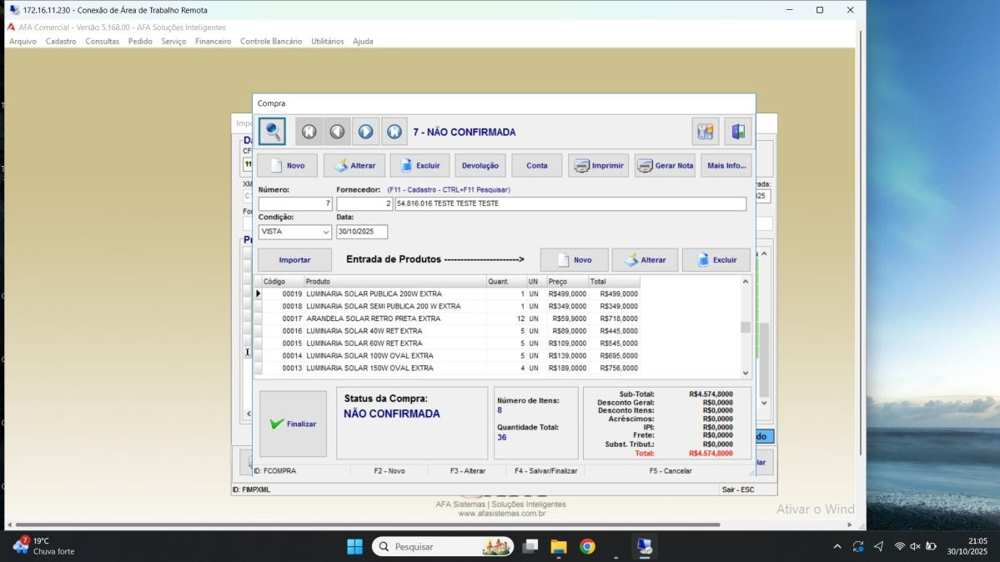 172.16.11.230 - Conexão de Área de Trabalho Remota
AFA Comercial - Versão 5.168.00 - AFA Soluções Inteligentes
Arquivo Cadastro Consultas Pedido Serviço Financeiro Controle Bancário Utilitários Ajuda
Compra
7 - NÃO CONFIRMADA
Novo Alterar Excluir Devolução Conta Imprimir Gerar Nota Mais Info...
Número: Fornecedor: (F11 - Cadastro - CTRL+F11 Pesquisar)
7 2 54.816.016 TESTE TESTE TESTE
Condição: Data:
VISTA 30/10/2025
Importar Entrada de Produtos ----------------------> Novo Alterar Excluir
Código Produto Quant. UN Preço Total
00019 LUMINARIA SOLAR PUBLICA 200W EXTRA 1 UN R$499,0000 R$499,0000
00018 LUMINARIA SOLAR SEMI PUBLICA 200 W EXTRA 1 UN R$349,0000 R$349,0000
00017 ARANDELA SOLAR RETRO PRETA EXTRA 12 UN R$59,9000 R$718,8000
00016 LUMINARIA SOLAR 40W RET EXTRA 5 UN R$89,0000 R$445,0000
00015 LUMINARIA SOLAR 60W RET EXTRA 5 UN R$109,0000 R$545,0000
00014 LUMINARIA SOLAR 100W OVAL EXTRA 5 UN R$139,0000 R$695,0000
00013 LUMINARIA SOLAR 150W OVAL EXTRA 4 UN R$189,0000 R$756,0000
Finalizar
Status da Compra:
NÃO CONFIRMADA
Número de Itens:
8
Quantidade Total:
36
Sub-Total: R$4.574,8000
Desconto Geral: R$0,0000
Desconto Itens: R$0,0000
Acréscimos: R$0,0000
IPI: R$0,0000
Frete: R$0,0000
Subst. Tribut.: R$0,0000
Total: R$4.574,8000
ID: FCOMPRA F2 - Novo F3 - Alterar F4 - Salvar/Finalizar F5 - Cancelar
ID: FIMPXML Sair - ESC
AFA Sistemas | Soluções Inteligentes
www.afasistemas.com.br
Ativar o Wind
7 19°C
Chuva forte
Pesquisar
21:05
30/10/2025